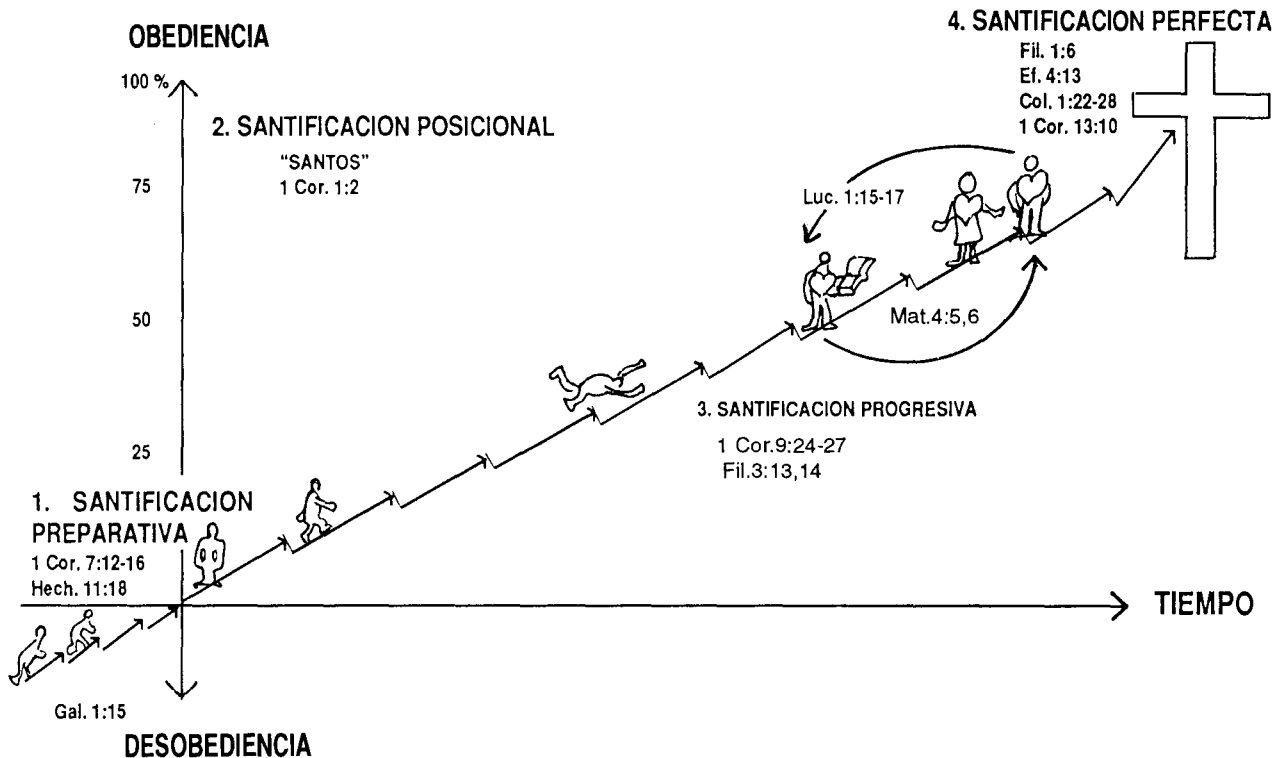 4. SANTIFICACION PERFECTA
Fil. 1:6
Ef. 4:13
Col. 1:22-28
1 Cor. 13:10
OBEDIENCIA
100 %
2. SANTIFICACION POSICIONAL
“SANTOS”
1 Cor. 1:2
75
Luc. 1:15-17
50
Mat.4:5,6
3. SANTIFICACION PROGRESIVA
1 Cor.9:24-27
Fil.3:13,14
25
1. SANTIFICACION
PREPARATIVA
1 Cor. 7:12-16
Hech. 11:18
TIEMPO
Gal. 1:15
DESOBEDIENCIA